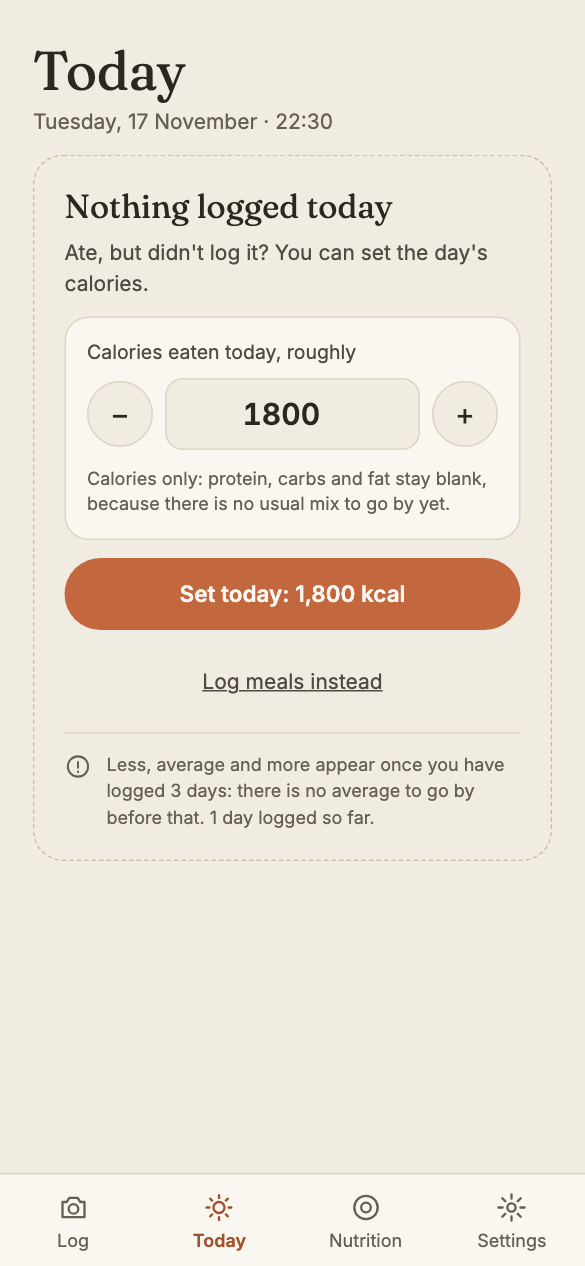 Today
Tuesday, 17 November · 22:30
Nothing logged today
Ate, but didn't log it? You can set the day's
calories.
Calories eaten today, roughly
−
1800
+
Calories only: protein, carbs and fat stay blank,
because there is no usual mix to go by yet.
Set today: 1,800 kcal
Log meals instead
Less, average and more appear once you have
logged 3 days: there is no average to go by
before that. 1 day logged so far.
Log
Today
Nutrition
Settings